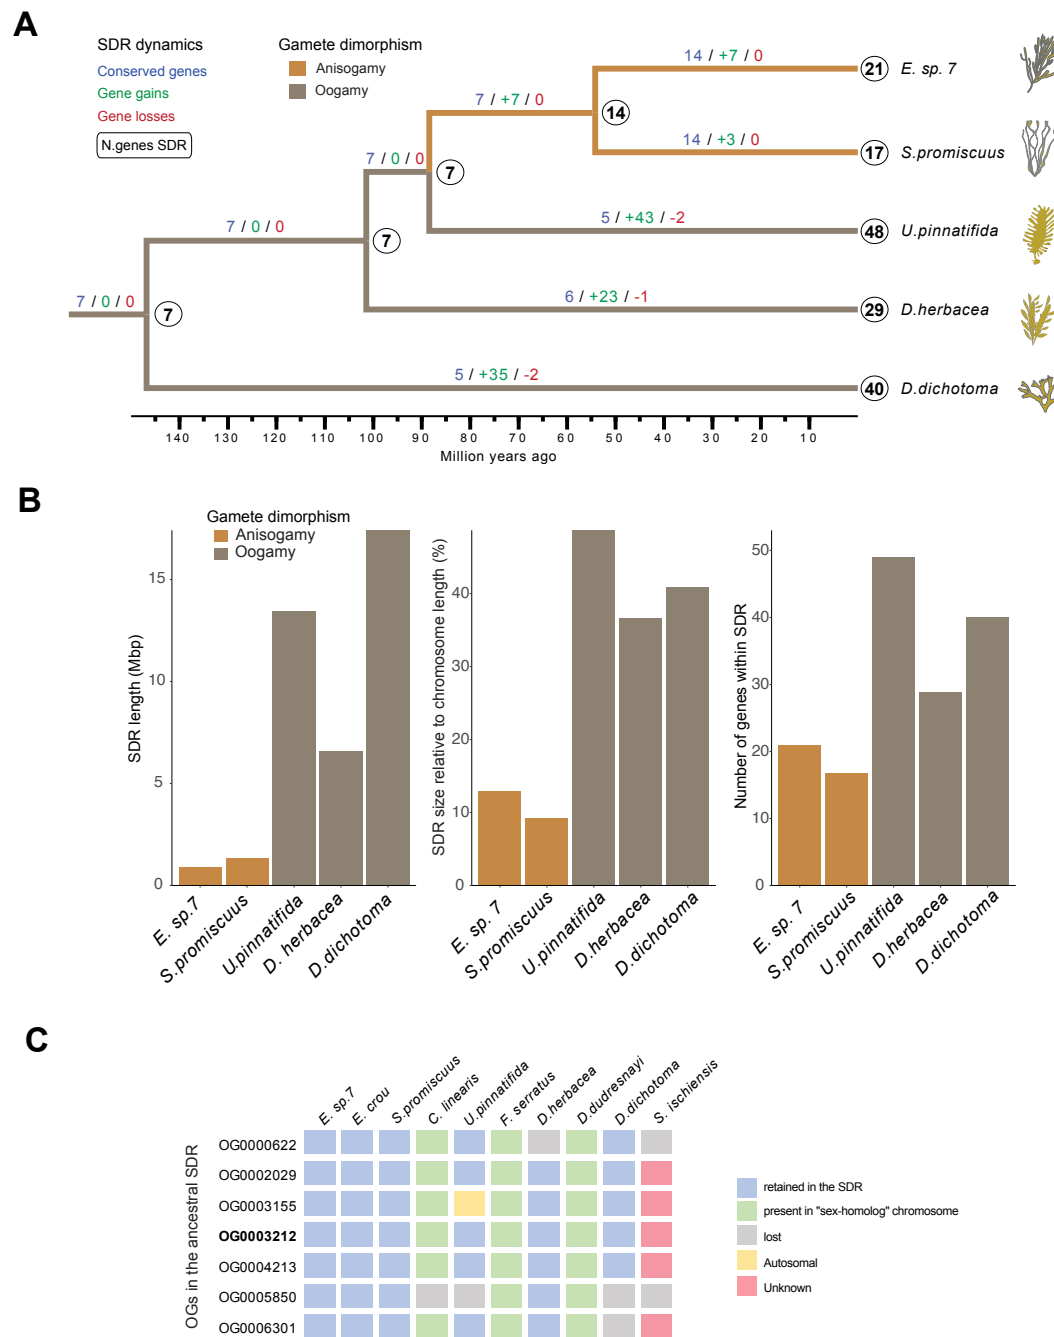 A
SDR dynamics
Conserved genes
Gene gains
Gene losses
N.genes SDR
Gamete dimorphism
Anisogamy
Oogamy
14 / +7 / 0
21
E. sp. 7
7 / +7 / 0
14
14 / +3 / 0
17
S.promiscuus
7 / 0 / 0
7
5 / +43 / -2
48
U.pinnatifida
7 / 0 / 0
7
6 / +23 / -1
29
D.herbacea
7 / 0 / 0
7
5 / +35 / -2
40
D.dichotoma
140 130 120 110 100 90 80 70 60 50 40 30 20 10
Million years ago
B
Gamete dimorphism
Anisogamy
Oogamy
SDR length (Mbp)
15
10
5
0
E. sp.7
S.promiscuus
U.pinnatifida
D. herbacea
D.dichotoma
SDR size relative to chromosome length (%)
40
30
20
10
0
E. sp. 7
S.promiscuus
U.pinnatifida
D.herbacea
D.dichotoma
Number of genes within SDR
50
40
30
20
10
0
E. sp. 7
S.promiscuus
U.pinnatifida
D.herbacea
D.dichotoma
C
E. sp.7
E. crou
S.promiscuus
C. linearis
U.pinnatifida
F. serratus
D.herbacea
D.dudresnayi
D.dichotoma
S. ischiensis
OGs in the ancestral SDR
OG0000622
OG0002029
OG0003155
OG0003212
OG0004213
OG0005850
OG0006301
retained in the SDR
present in "sex-homolog" chromosome
lost
Autosomal
Unknown